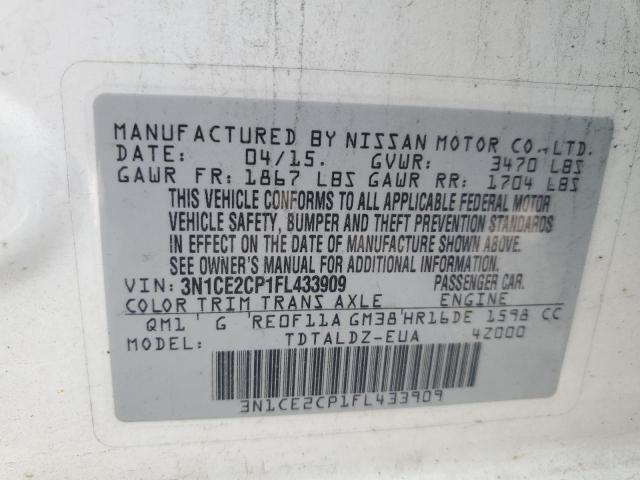 MANUFACTURED BY NISSAN MOTOR CO., LTD.
DATE: 04/15. GVWR: 3470 LBS
GAWR FR: 1867 LBS GAWR RR: 1704 LBS
THIS VEHICLE CONFORMS TO ALL APPLICABLE FEDERAL MOTOR
VEHICLE SAFETY, BUMPER AND THEFT PREVENTION STANDARDS
IN EFFECT ON THE DATE OF MANUFACTURE SHOWN ABOVE.
SEE OWNER'S MANUAL FOR ADDITIONAL INFORMATION.
VIN: 3N1CE2CP1FL433909 PASSENGER CAR.
COLOR TRIM TRANS AXLE ENGINE
QM1 ' G 'RE0F11A GM38'HR16DE 1598 CC
TDTALDZ-EUA 4Z000
3N1CE2CP1FL433909